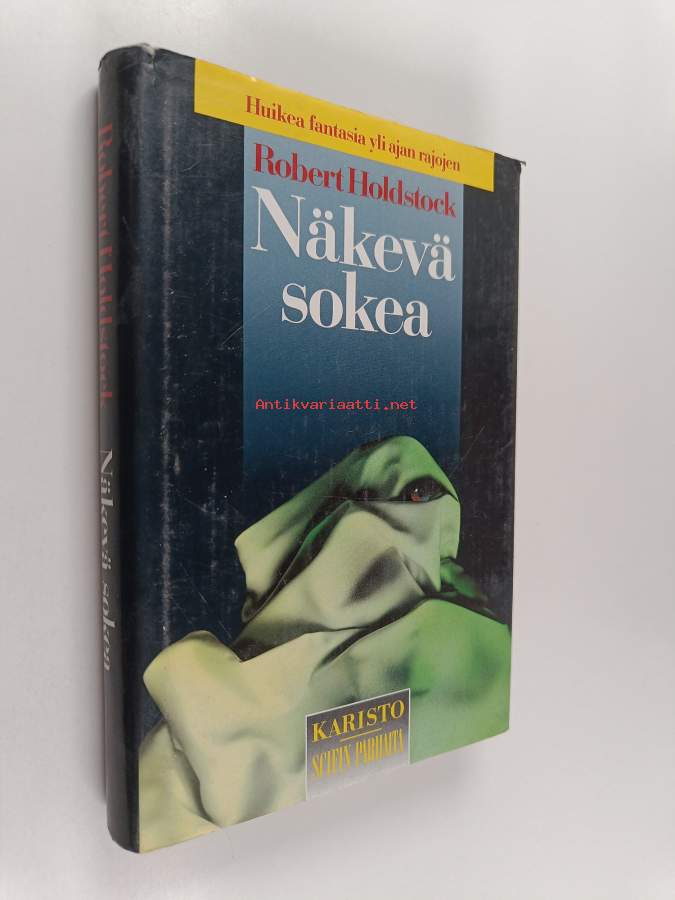 Huikea fantasia yli ajan rajojen
Robert Holdstock
Näkevä
sokea
Antikvariaatti.net
KARISTO
SCIFIN PARHAITA
Robert Holdstock Näkevä sokea